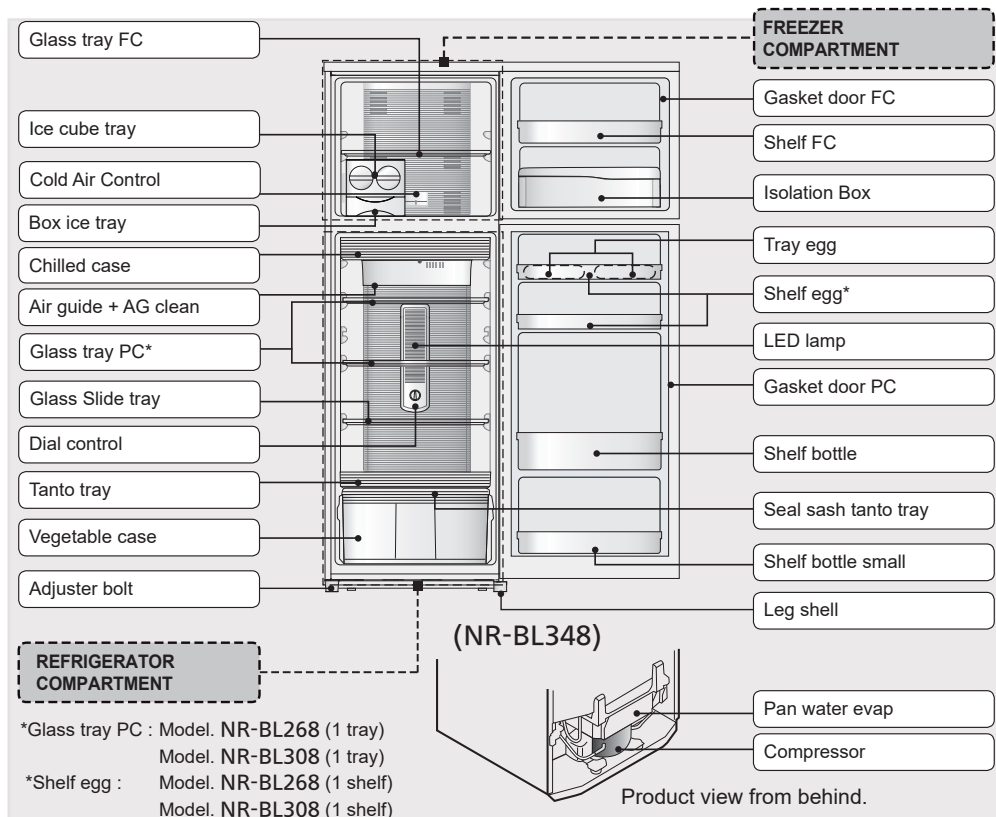 Glass tray FC
Ice cube tray
Cold Air Control
Box ice tray
Chilled case
Air guide + AG clean
Glass tray PC*
Glass Slide tray
Dial control
Tanto tray
Vegetable case
Adjuster bolt
REFRIGERATOR
COMPARTMENT
FREEZER
COMPARTMENT
Gasket door FC
Shelf FC
Isolation Box
Tray egg
Shelf egg*
LED lamp
Gasket door PC
Shelf bottle
Seal sash tanto tray
Shelf bottle small
Leg shell
(NR-BL348)
Pan water evap
Compressor
Product view from behind.
*Glass tray PC : Model. NR-BL268 (1 tray)
Model. NR-BL308 (1 tray)
*Shelf egg : Model. NR-BL268 (1 shelf)
Model. NR-BL308 (1 shelf)